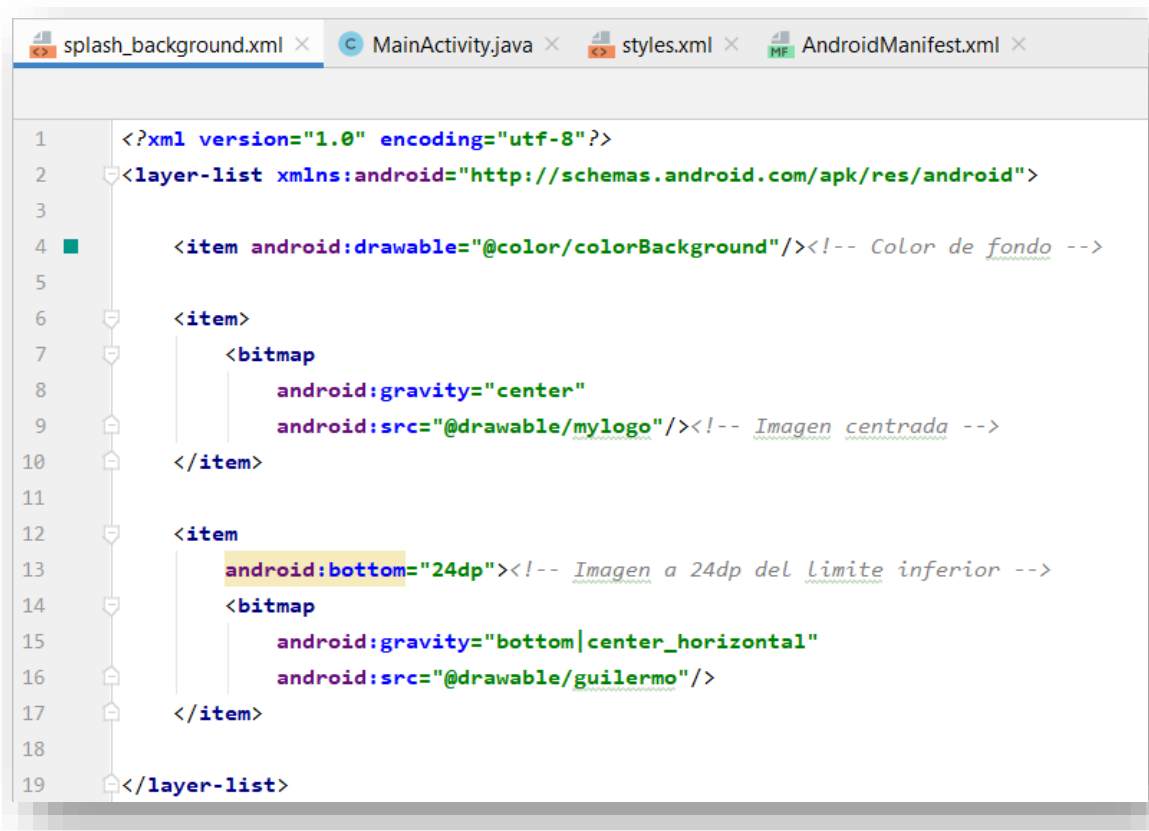 splash_background.xml × C MainActivity.java × styles.xml × MF AndroidManifest.xml ×
1 <?xml version="1.0" encoding="utf-8"?>
2 <layer-list xmlns:android="http://schemas.android.com/apk/res/android">
3
4 <item android:drawable="@color/colorBackground"/><!-- Color de fondo -->
5
6 <item>
7 <bitmap
8 android:gravity="center"
9 android:src="@drawable/mylogo"/><!-- Imagen centrada -->
10 </item>
11
12 <item
13 android:bottom="24dp"><!-- Imagen a 24dp del limite inferior -->
14 <bitmap
15 android:gravity="bottom|center_horizontal"
16 android:src="@drawable/guilermo"/>
17 </item>
18
19 </layer-list>